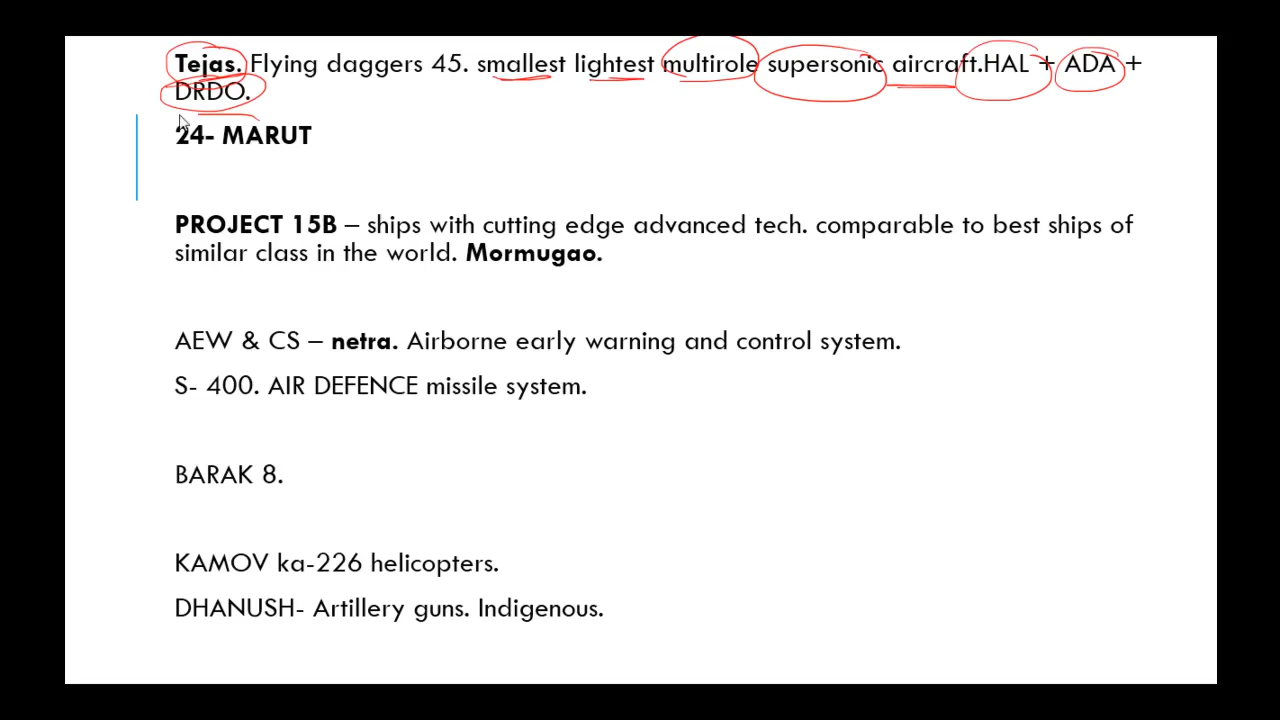 Tejas. Flying daggers 45. smallest lightest multirole supersonic aircraft.HAL + ADA +
DRDO.
24- MARUT
PROJECT 15B – ships with cutting edge advanced tech. comparable to best ships of
similar class in the world. Mormugao.
AEW & CS – netra. Airborne early warning and control system.
S- 400. AIR DEFENCE missile system.
BARAK 8.
KAMOV ka-226 helicopters.
DHANUSH- Artillery guns. Indigenous.